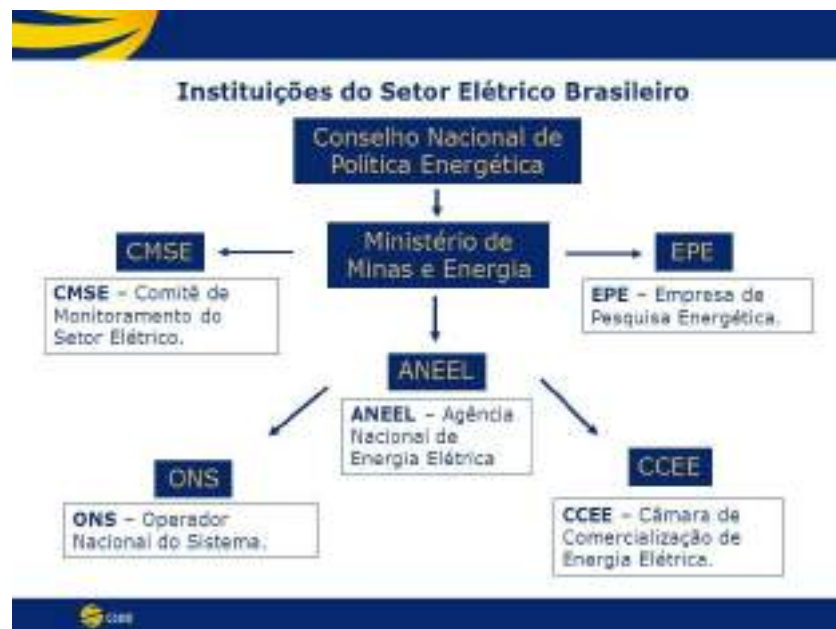 Instituições do Setor Elétrico Brasileiro
Conselho Nacional de
Política Energética
CMSE
Ministério de
Minas e Energia
EPE
CMSE – Comitê de
Monitoramento do
Setor Elétrico.
EPE – Empresa de
Pesquisa Energética.
ANEEL
ANEEL – Agência
Nacional de
Energia Elétrica
ONS
CCEE
ONS – Operador
Nacional do Sistema.
CCEE – Câmara de
Comercialização de
Energia Elétrica.
ccee